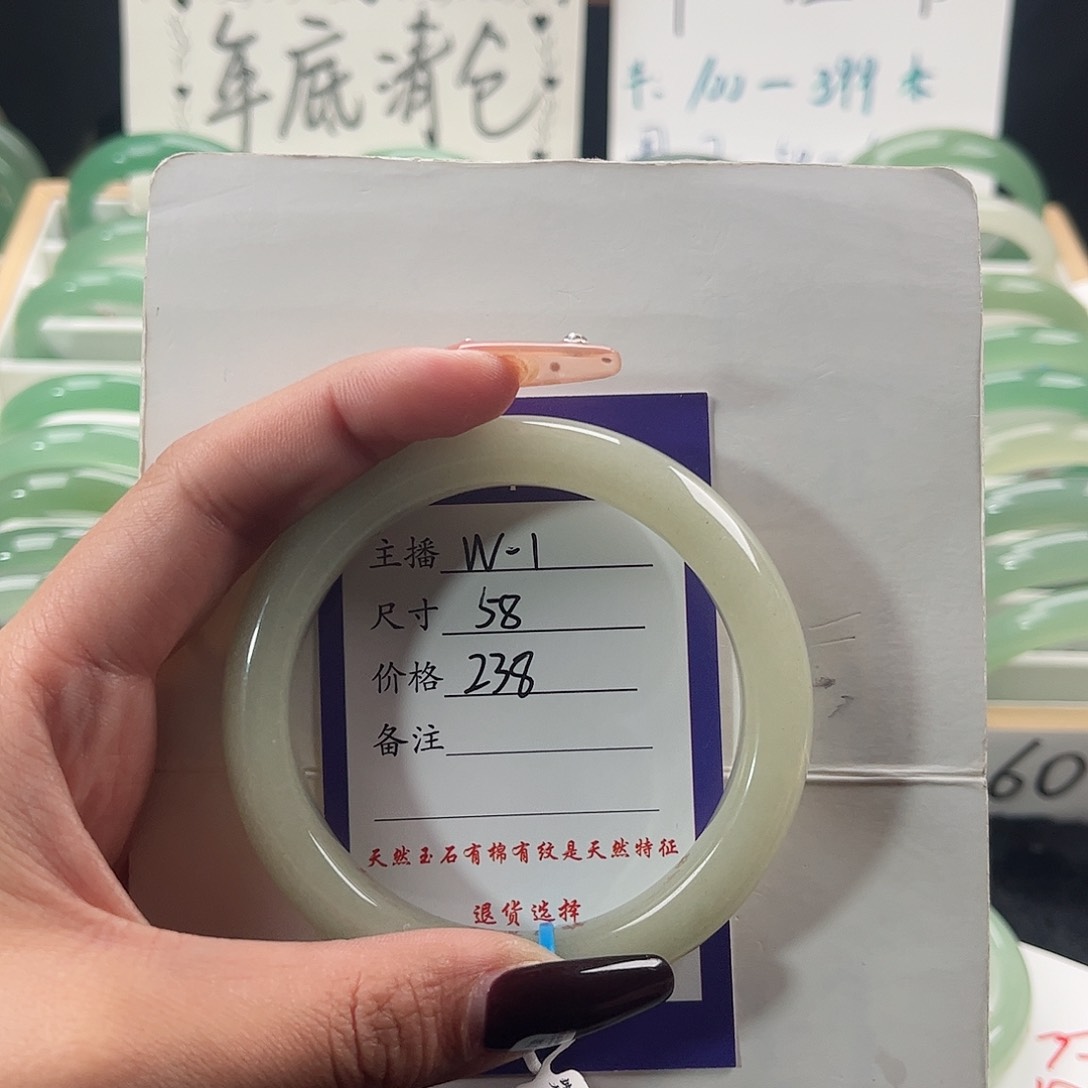 年底清仓
100-399
主播 W-1
尺寸 58
价格 238
备注
天然玉石有棉有纹是天然特征
退货选择
60